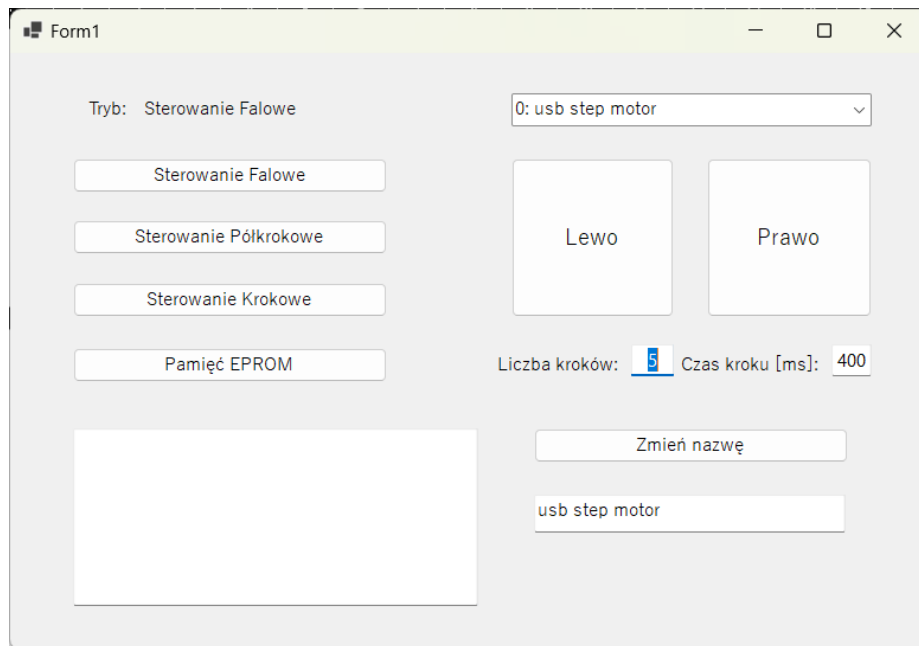 Form1
Tryb: Sterowanie Falowe
0: usb step motor
Sterowanie Falowe
Sterowanie Półkrokowe
Sterowanie Krokowe
Pamięć EPROM
Lewo
Prawo
Liczba kroków: 5 Czas kroku [ms]: 400
Zmień nazwę
usb step motor